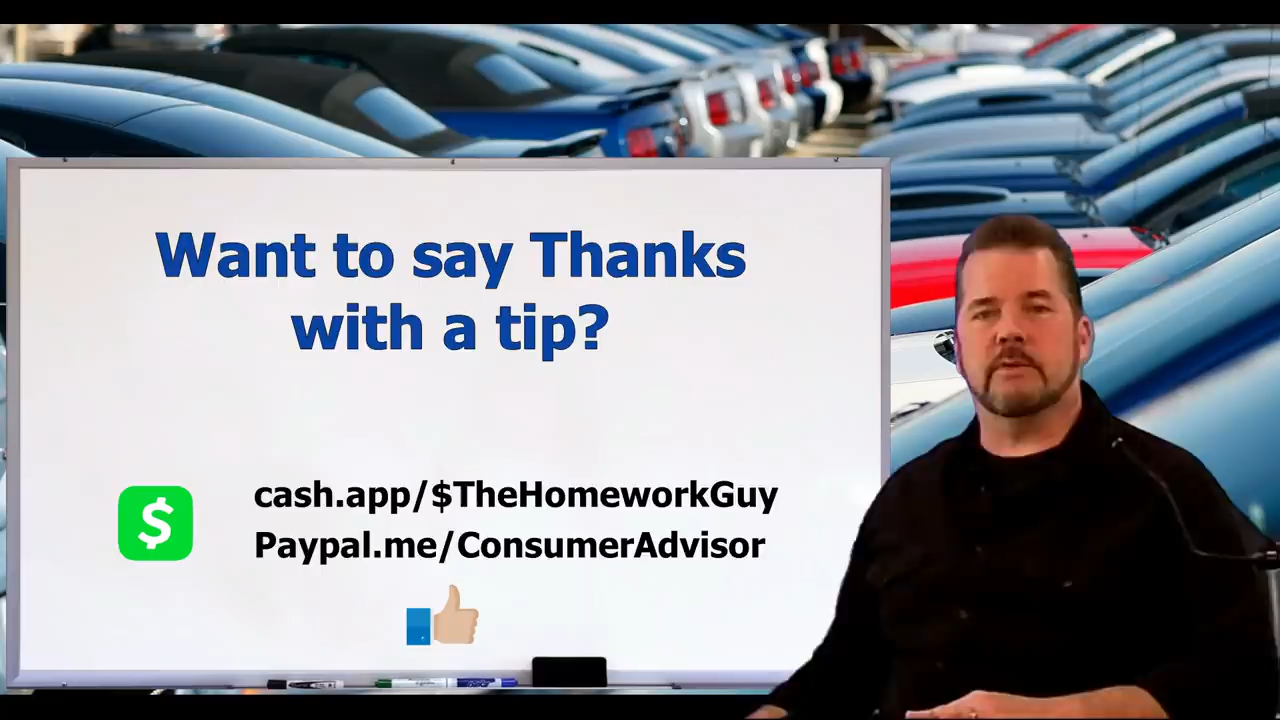 Want to say Thanks
with a tip?
$
cash.app/$TheHomeworkGuy
Paypal.me/ConsumerAdvisor